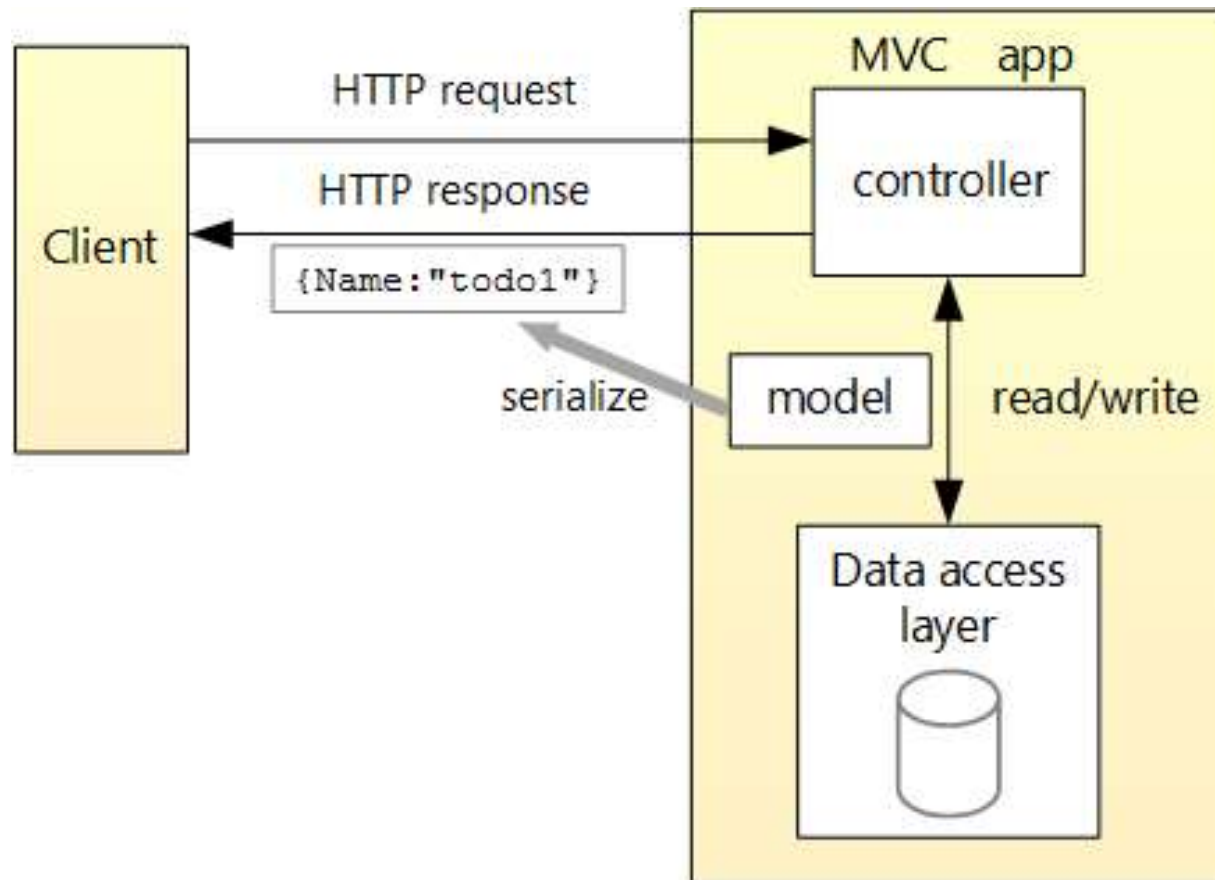 MVC app
HTTP request
controller
HTTP response
Client
{Name:"todo1"}
serialize
model
read/write
Data access
layer